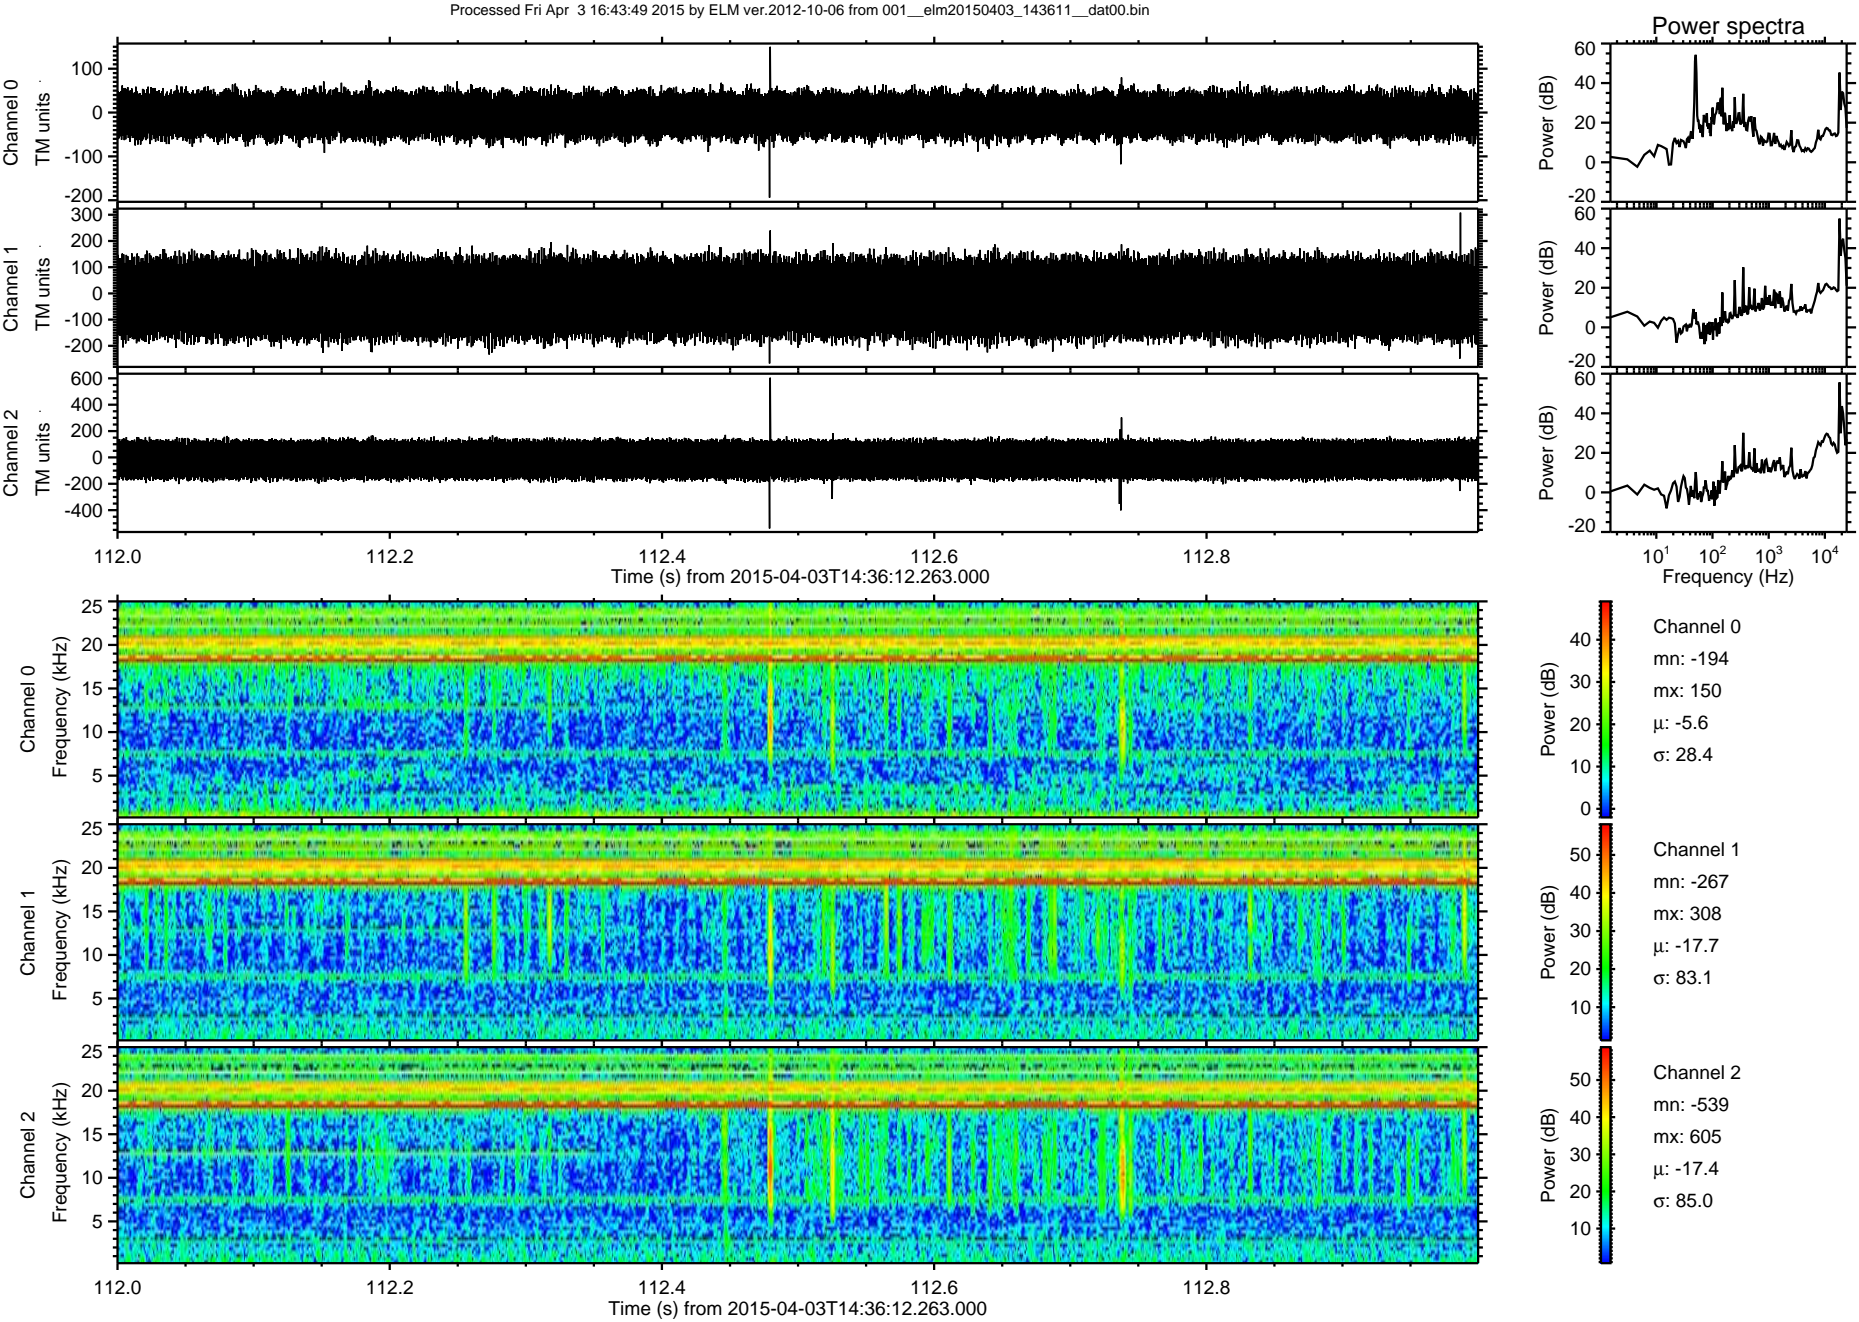 Processed Fri Apr  3 16:43:49 2015 by ELM ver.2012-10-06 from 001__elm20150403_143611__dat00.bin
Power spectra
Channel 0
TM units
100
0
-100
-200
Power (dB)
60
40
20
0
-20
Channel 1
TM units
300
200
100
0
-100
-200
Power (dB)
60
40
20
0
-20
Channel 2
TM units
600
400
200
0
-200
-400
Power (dB)
60
40
20
0
-20
112.0 112.2 112.4 112.6 112.8
Time (s) from 2015-04-03T14:36:12.263.000
10^1 10^2 10^3 10^4
Frequency (Hz)
Channel 0
Frequency (kHz)
25
20
15
10
5
Power (dB)
40
30
20
10
0
Channel 0
mn: -194
mx: 150
μ: -5.6
σ: 28.4
Channel 1
Frequency (kHz)
25
20
15
10
5
Power (dB)
50
40
30
20
10
Channel 1
mn: -267
mx: 308
μ: -17.7
σ: 83.1
Channel 2
Frequency (kHz)
25
20
15
10
5
Power (dB)
50
40
30
20
10
Channel 2
mn: -539
mx: 605
μ: -17.4
σ: 85.0
112.0 112.2 112.4 112.6 112.8
Time (s) from 2015-04-03T14:36:12.263.000